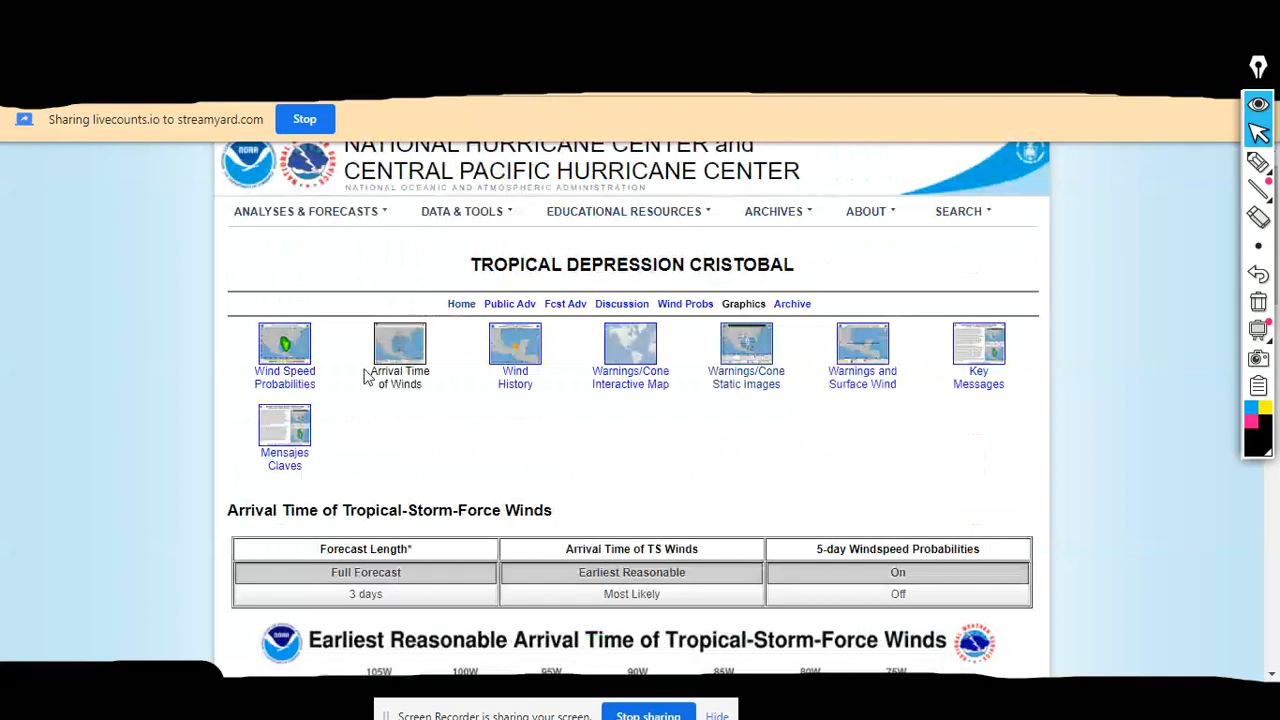 Sharing livecounts.io to streamyard.com Stop
NATIONAL HURRICANE CENTER and
CENTRAL PACIFIC HURRICANE CENTER
NATIONAL OCEANIC AND ATMOSPHERIC ADMINISTRATION
ANALYSES & FORECASTS DATA & TOOLS EDUCATIONAL RESOURCES ARCHIVES ABOUT SEARCH
TROPICAL DEPRESSION CRISTOBAL
Home Public Adv Fcst Adv Discussion Wind Probs Graphics Archive
Wind Speed Probabilities
Arrival Time of Winds
Wind History
Warnings/Cone Interactive Map
Warnings/Cone Static Images
Warnings and Surface Wind
Key Messages
Mensajes Claves
Arrival Time of Tropical-Storm-Force Winds
Forecast Length* Arrival Time of TS Winds 5-day Windspeed Probabilities
Full Forecast Earliest Reasonable On
3 days Most Likely Off
Earliest Reasonable Arrival Time of Tropical-Storm-Force Winds
105W 100W 95W 90W 85W 80W 75W
Screen Recorder is sharing your screen. Stop sharing Hide